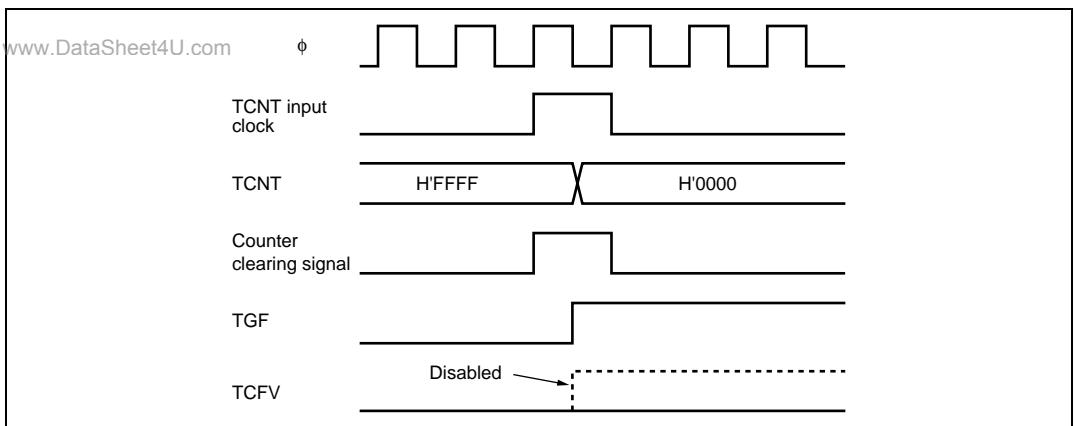 www.DataSheet4U.com
ϕ
TCNT input
clock
TCNT
H'FFFF
H'0000
Counter
clearing signal
TGF
Disabled
TCFV